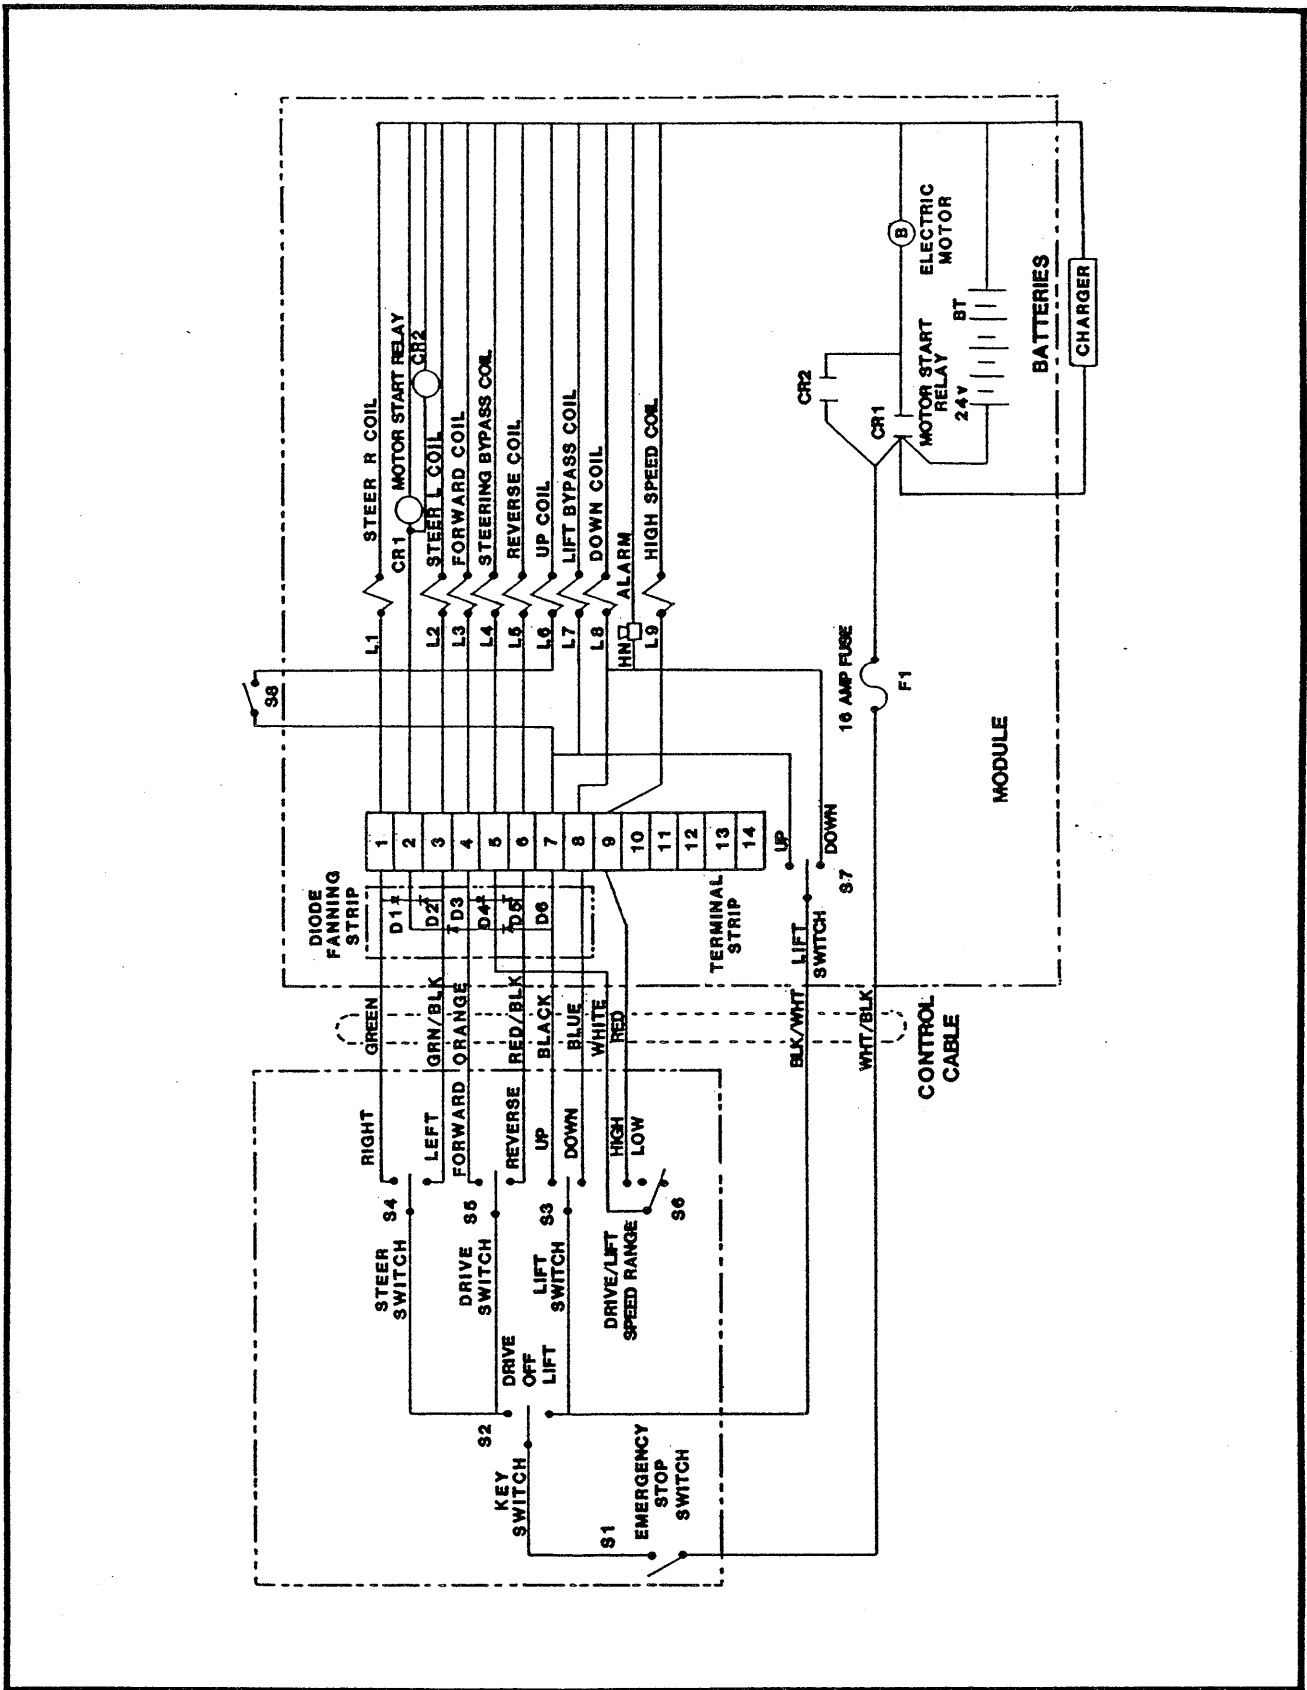 S8
L1
STEER R COIL
CR1
MOTOR START RELAY
CR2
L2
STEER L COIL
L3
FORWARD COIL
L4
STEERING BYPASS COIL
L5
REVERSE COIL
L6
UP COIL
L7
LIFT BYPASS COIL
L8
DOWN COIL
HN
ALARM
L9
HIGH SPEED COIL
CR2
CR1
MOTOR START
RELAY
24V
BT
B
ELECTRIC
MOTOR
BATTERIES
CHARGER
16 AMP FUSE
F1
MODULE
DIODE
FANNING
STRIP
D1
D2
D3
D4
D5
D6
1
2
3
4
5
6
7
8
9
10
11
12
13
14
TERMINAL
STRIP
UP
DOWN
S7
LIFT
SWITCH
GREEN
GRN/BLK
ORANGE
RED/BLK
BLACK
BLUE
WHITE
RED
BLK/WHT
WHT/BLK
CONTROL
CABLE
RIGHT
LEFT
FORWARD
REVERSE
UP
DOWN
HIGH
LOW
S4
S5
S3
S6
STEER
SWITCH
DRIVE
SWITCH
LIFT
SWITCH
DRIVE/LIFT
SPEED RANGE
DRIVE
OFF
LIFT
S2
KEY
SWITCH
S1
EMERGENCY
STOP
SWITCH